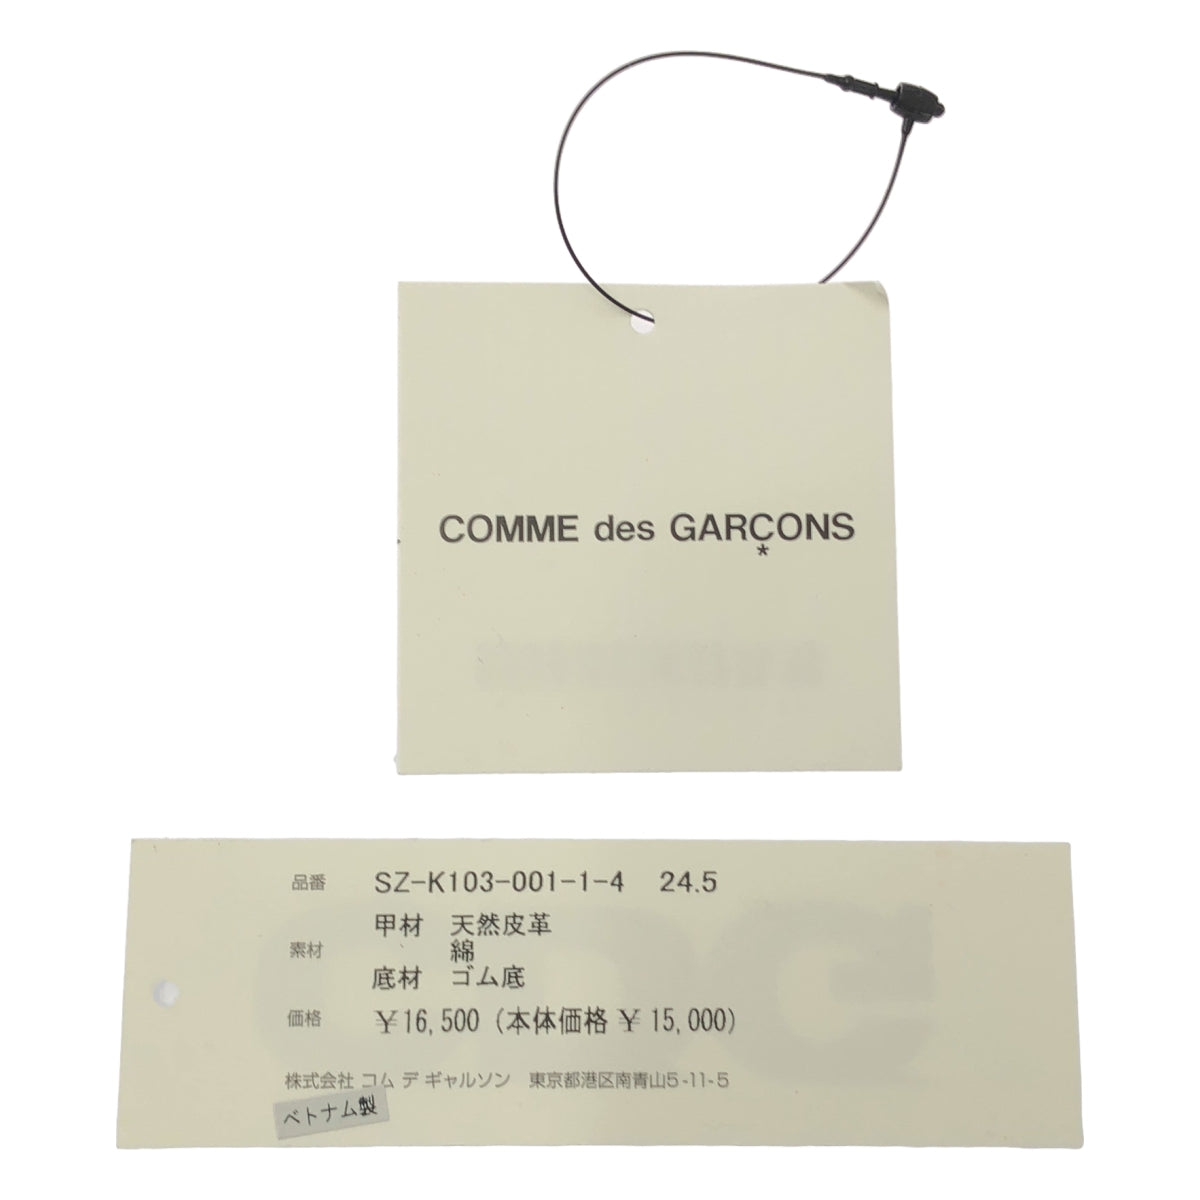 COMME des GARÇONS
*
品番 SZ-K103-001-1-4 24.5
甲材 天然皮革
素材 綿
底材 ゴム底
価格 ￥16,500 (本体価格 ￥ 15,000)
株式会社 コム デ ギャルソン 東京都港区南青山5-11-5
ベトナム製